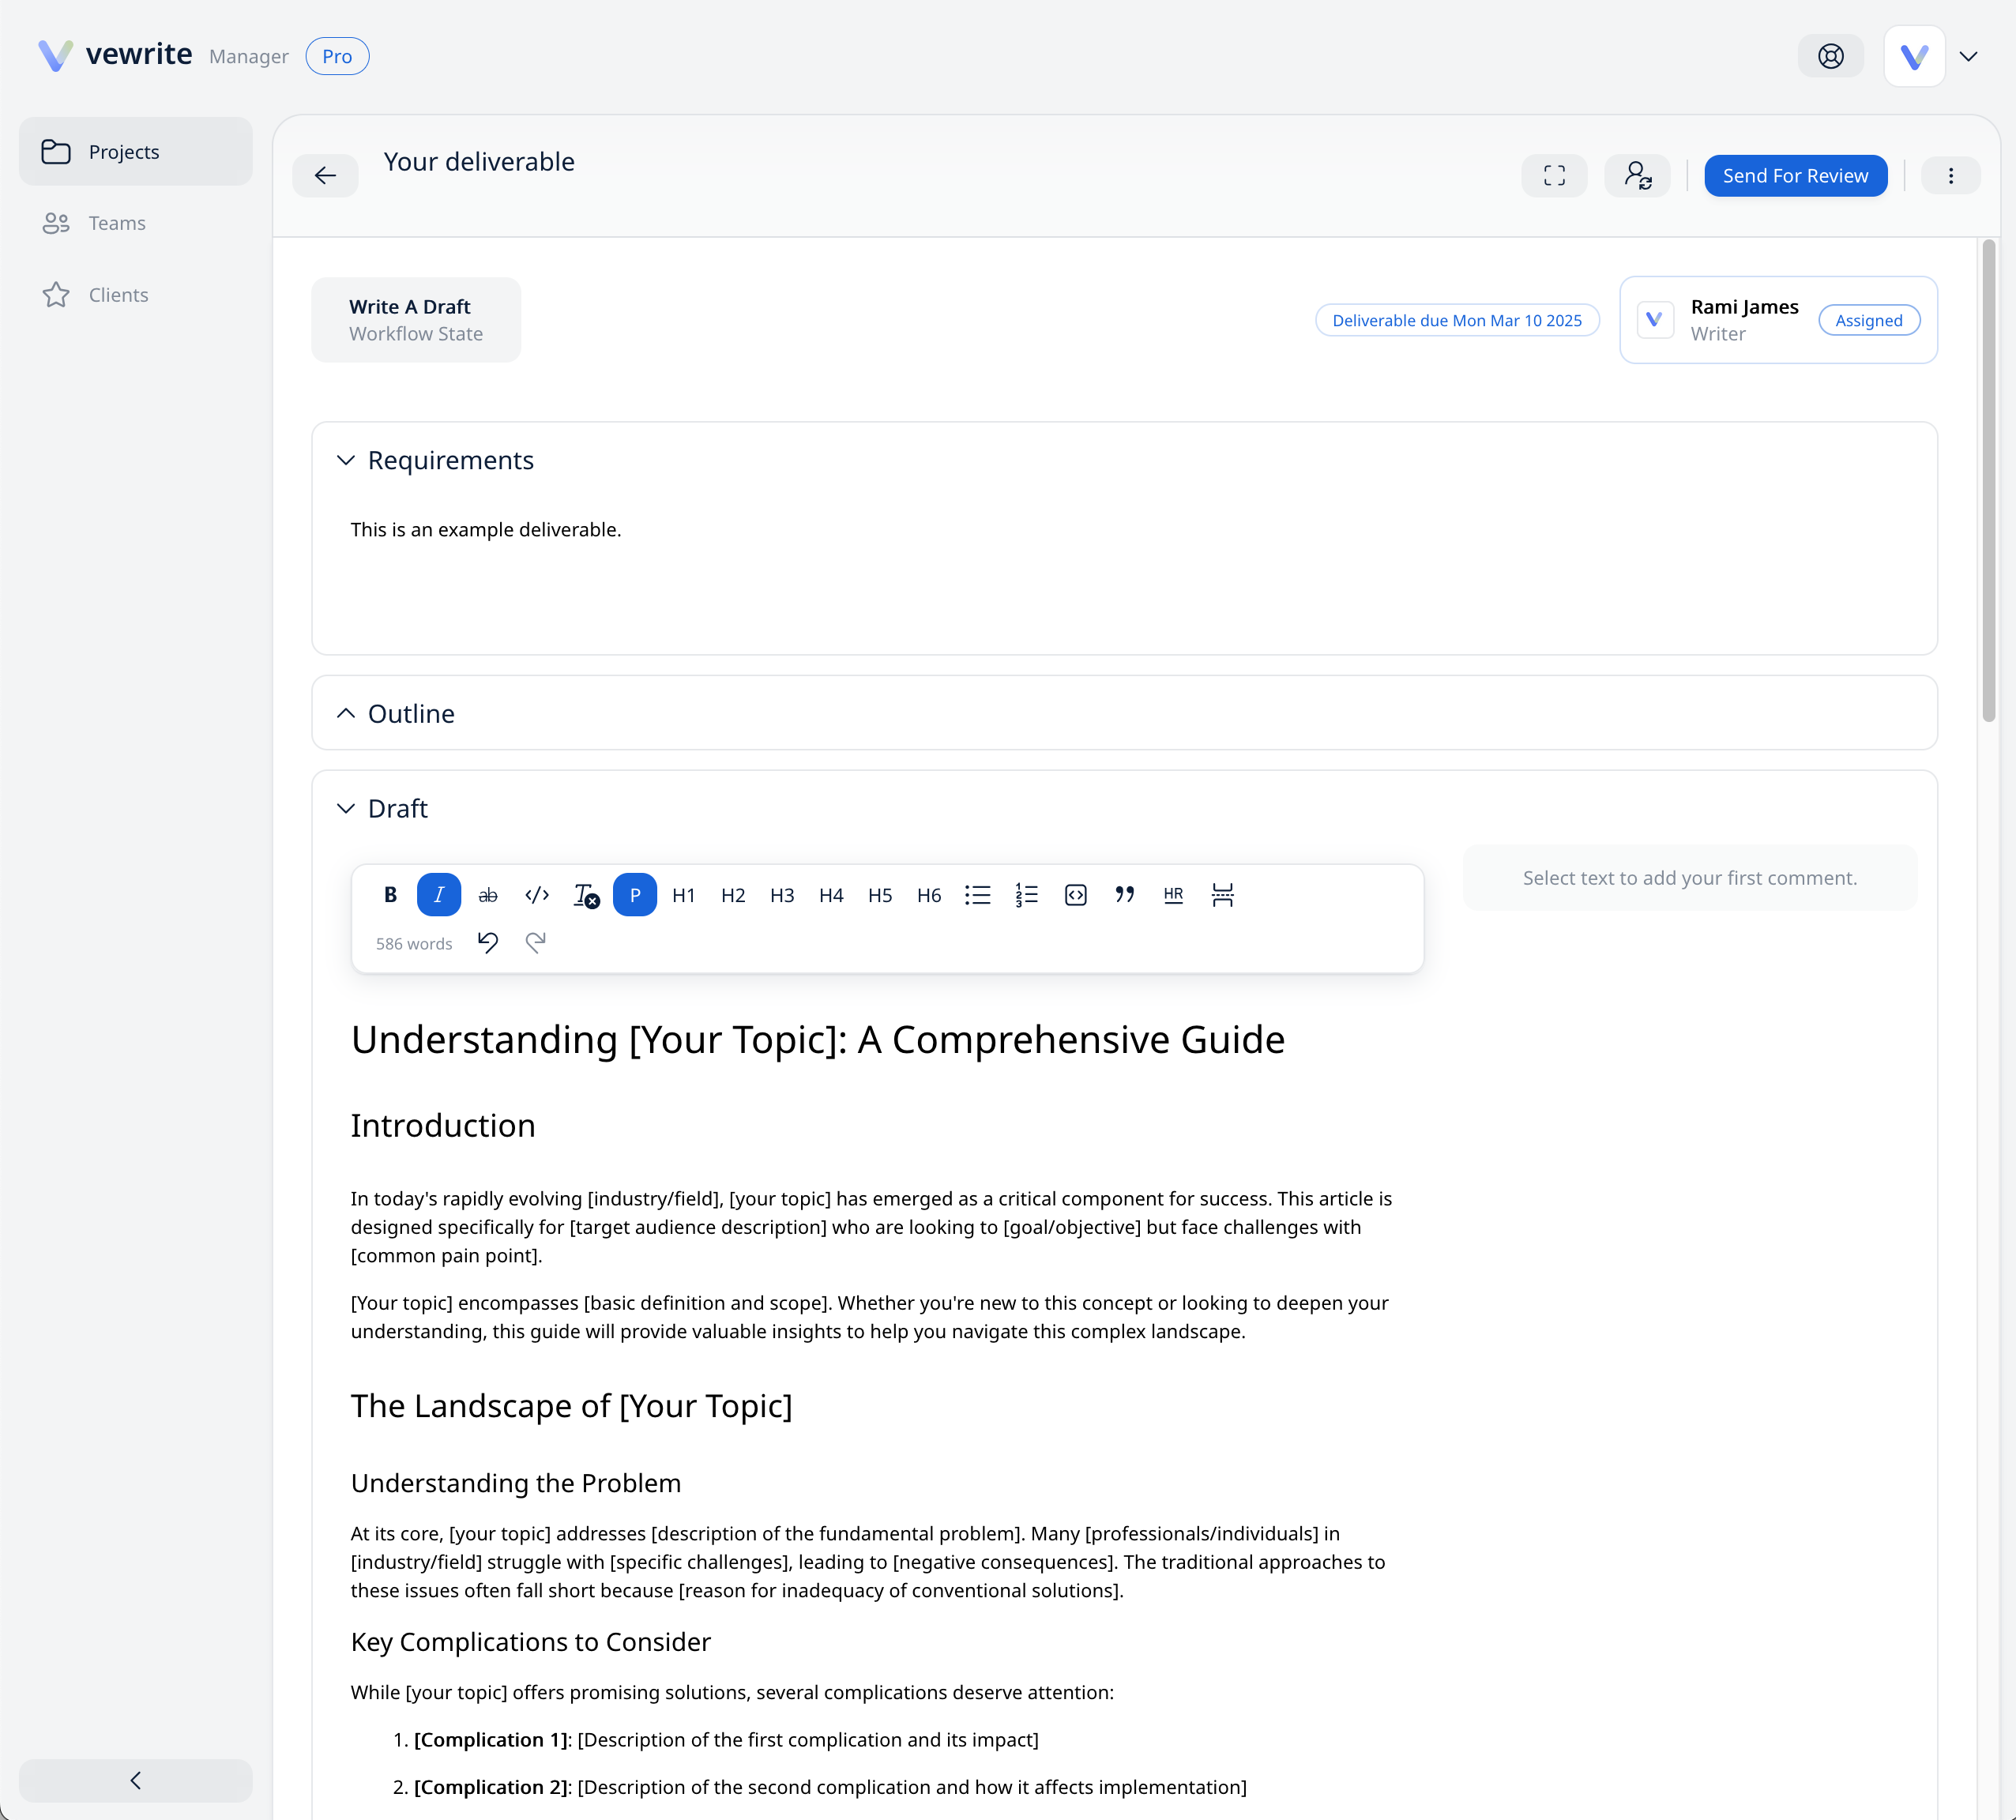 vewrite Manager Pro
Projects
Teams
Clients
Your deliverable
Send For Review
Write A Draft
Workflow State
Deliverable due Mon Mar 10 2025
Rami James
Writer
Assigned
Requirements
This is an example deliverable.
Outline
Draft
B I ab </> T P H1 H2 H3 H4 H5 H6 HR
586 words
Select text to add your first comment.
Understanding [Your Topic]: A Comprehensive Guide
Introduction
In today's rapidly evolving [industry/field], [your topic] has emerged as a critical component for success. This article is
designed specifically for [target audience description] who are looking to [goal/objective] but face challenges with
[common pain point].
[Your topic] encompasses [basic definition and scope]. Whether you're new to this concept or looking to deepen your
understanding, this guide will provide valuable insights to help you navigate this complex landscape.
The Landscape of [Your Topic]
Understanding the Problem
At its core, [your topic] addresses [description of the fundamental problem]. Many [professionals/individuals] in
[industry/field] struggle with [specific challenges], leading to [negative consequences]. The traditional approaches to
these issues often fall short because [reason for inadequacy of conventional solutions].
Key Complications to Consider
While [your topic] offers promising solutions, several complications deserve attention:
1. [Complication 1]: [Description of the first complication and its impact]
2. [Complication 2]: [Description of the second complication and how it affects implementation]